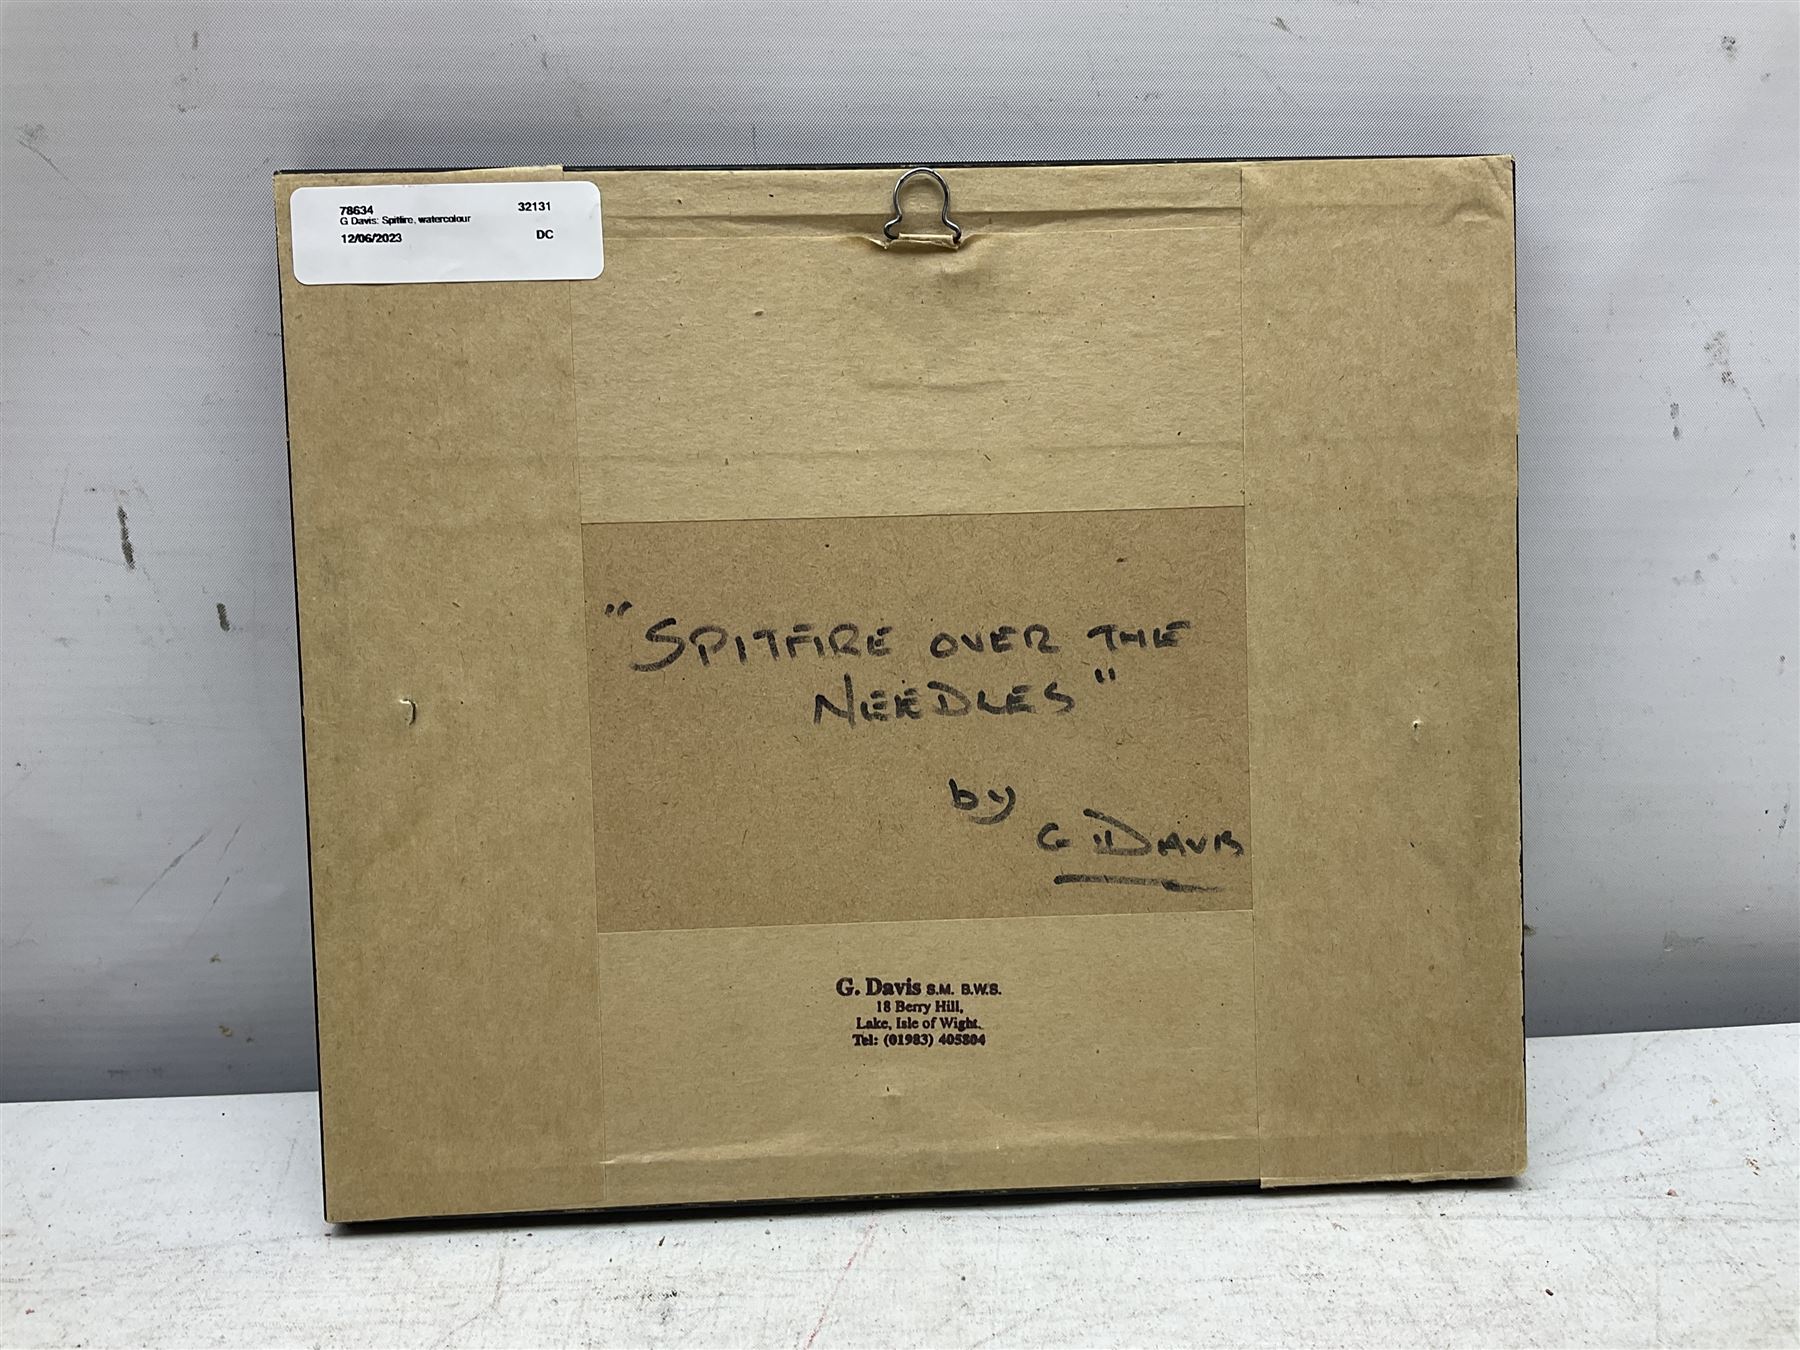 78634 32131
G Davis: Spitfire, watercolour
12/06/2023 DC
"SPITFIRE OVER THE
NEEDLES"
by
G DAVIS
G. Davis S.M. B.W.S.
18 Berry Hill,
Lake, Isle of Wight.
Tel: (01983) 405804